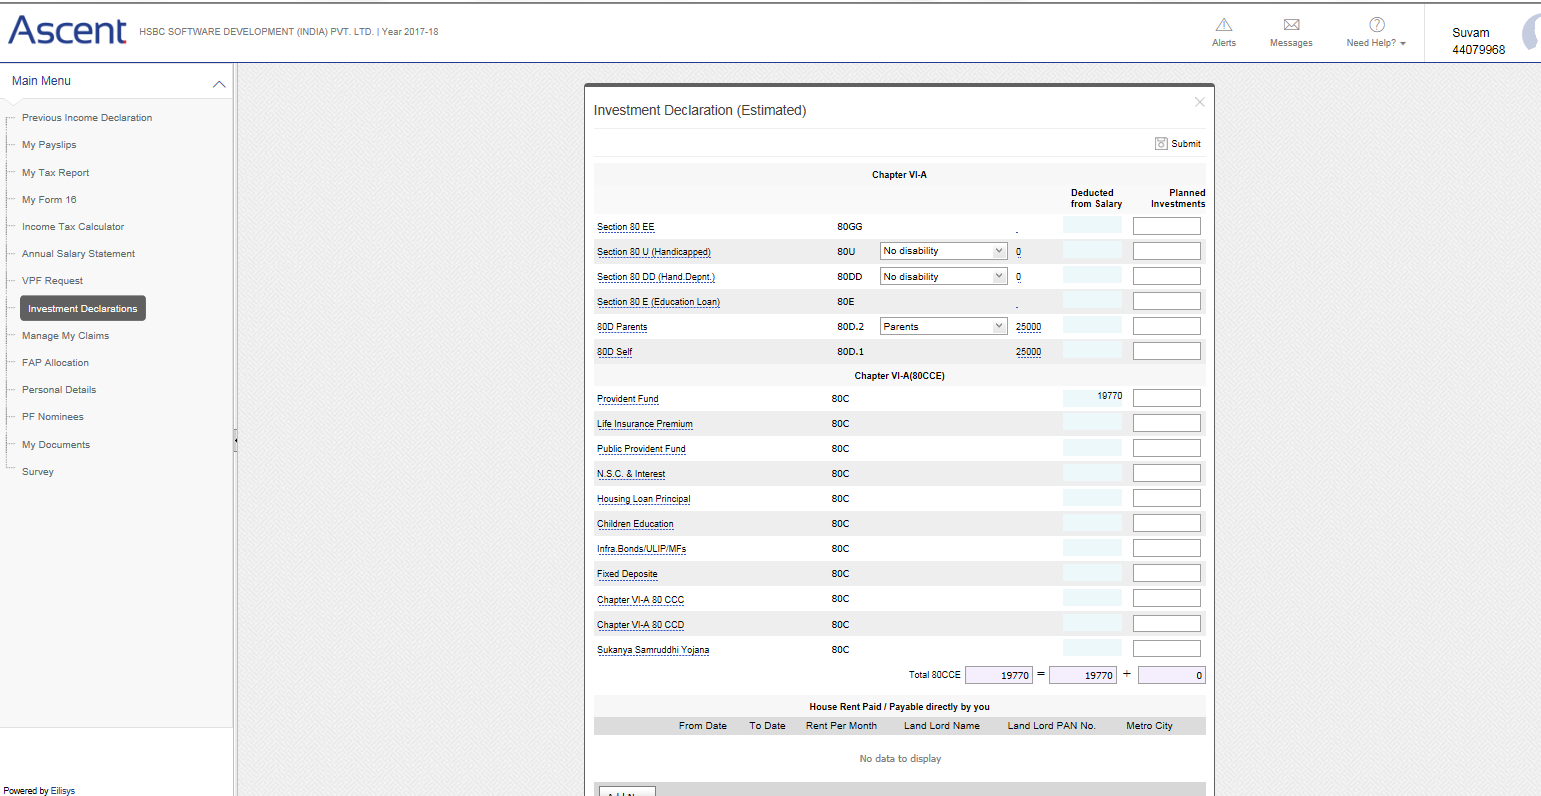 Ascent HSBC SOFTWARE DEVELOPMENT (INDIA) PVT. LTD. | Year 2017-18
Alerts
Messages
Need Help?
Suvam
44079968
Main Menu
Previous Income Declaration
My Payslips
My Tax Report
My Form 16
Income Tax Calculator
Annual Salary Statement
VPF Request
Investment Declarations
Manage My Claims
FAP Allocation
Personal Details
PF Nominees
My Documents
Survey
Powered by Eilisys
Investment Declaration (Estimated)
Submit
Chapter VI-A
Deducted from Salary Planned Investments
Section 80 EE 80GG
Section 80 U (Handicapped) 80U No disability 0
Section 80 DD (Hand.Depnt.) 80DD No disability 0
Section 80 E (Education Loan) 80E
80D Parents 80D.2 Parents 25000
80D Self 80D.1 25000
Chapter VI-A(80CCE)
Provident Fund 80C 19770
Life Insurance Premium 80C
Public Provident Fund 80C
N.S.C. & Interest 80C
Housing Loan Principal 80C
Children Education 80C
Infra.Bonds/ULIP/MFs 80C
Fixed Deposite 80C
Chapter VI-A 80 CCC 80C
Chapter VI-A 80 CCD 80C
Sukanya Samruddhi Yojana 80C
Total 80CCE 19770 = 19770 + 0
House Rent Paid / Payable directly by you
From Date To Date Rent Per Month Land Lord Name Land Lord PAN No. Metro City
No data to display